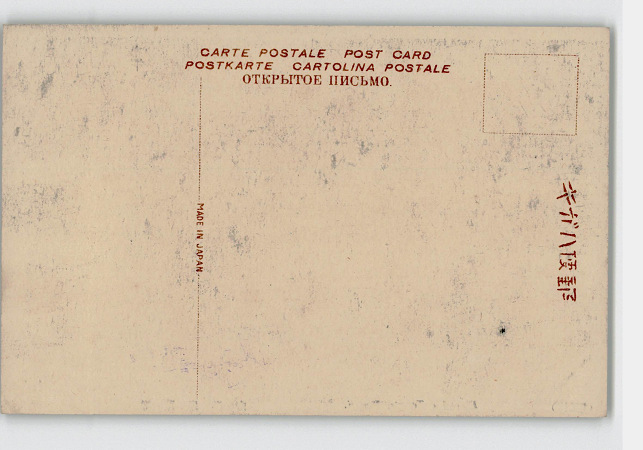 CARTE POSTALE POST CARD
POSTKARTE CARTOLINA POSTALE
ОТКРЫТОЕ ПИСЬМО.
MADE IN JAPAN
郵便ハガキ